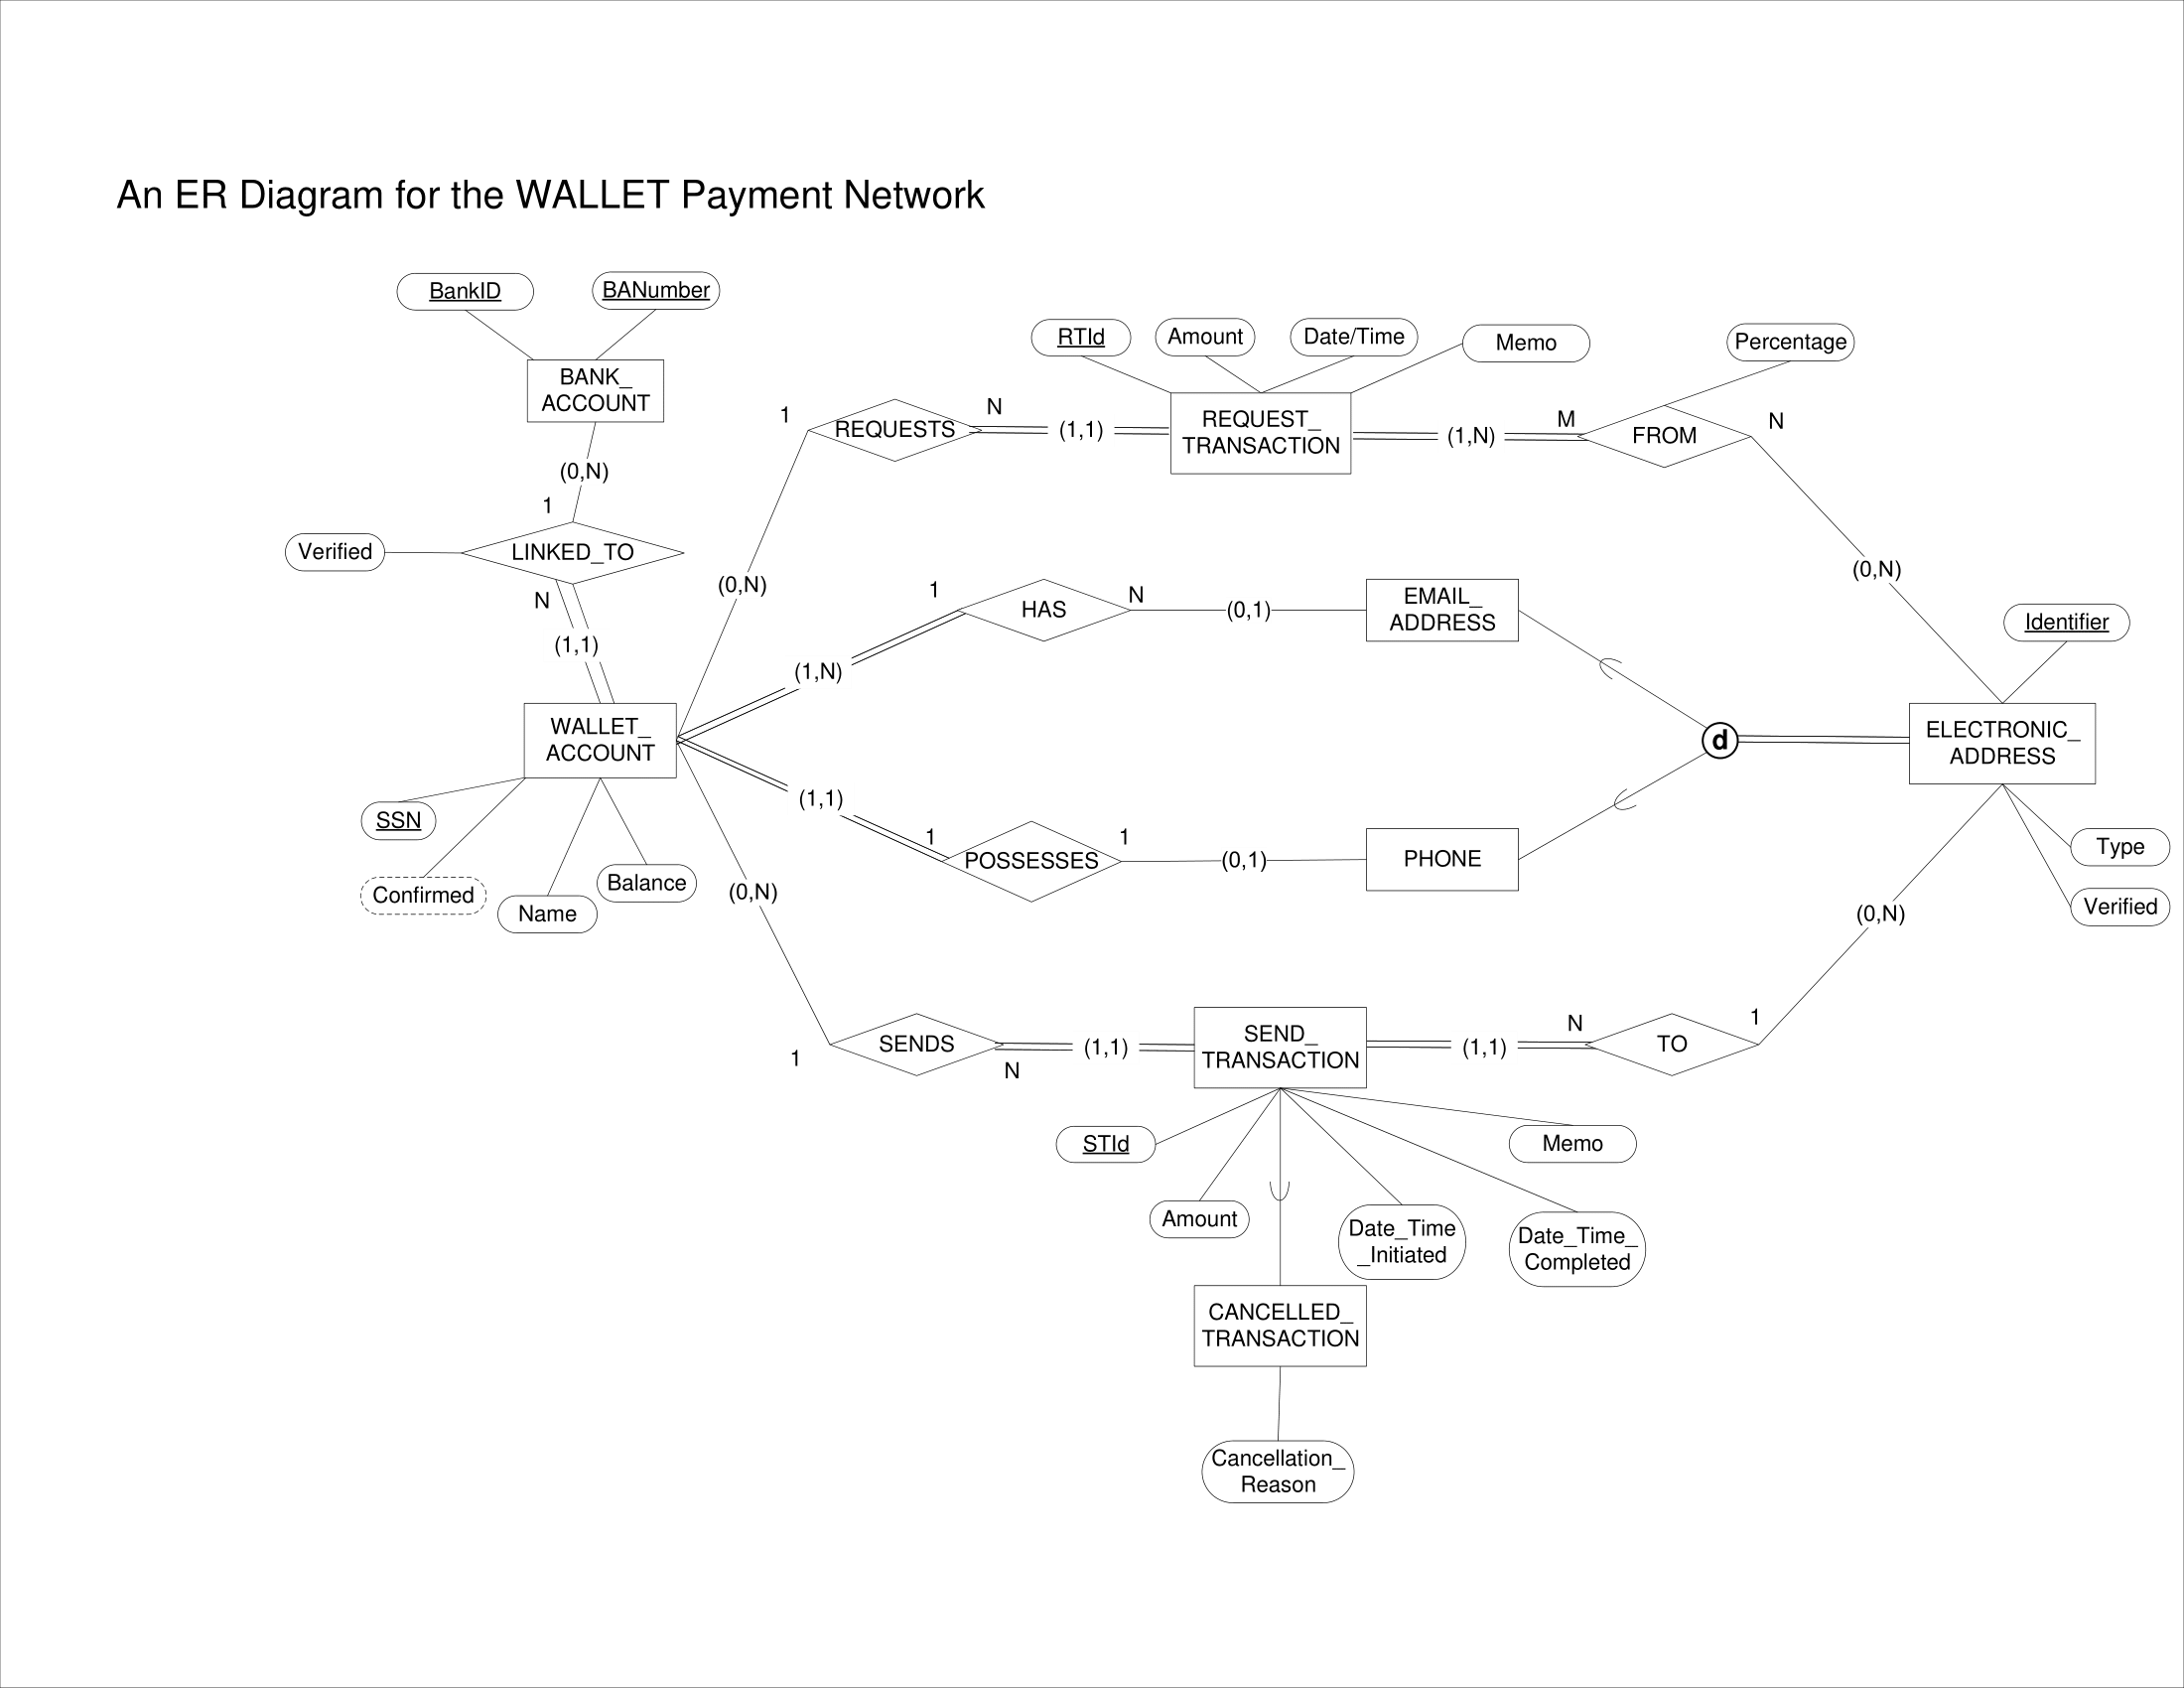 An ER Diagram for the WALLET Payment Network
BankID
BANumber
BANK_
ACCOUNT
(0,N)
1
Verified
LINKED_TO
N
(1,1)
WALLET_
ACCOUNT
SSN
Confirmed
Name
Balance
RTId
Amount
Date/Time
Memo
Percentage
1
REQUESTS
N
(1,1)
REQUEST_
TRANSACTION
(1,N)
M
FROM
N
(0,N)
(0,N)
1
HAS
N
(0,1)
EMAIL_
ADDRESS
(1,N)
Identifier
d
ELECTRONIC_
ADDRESS
(1,1)
1
POSSESSES
1
(0,1)
PHONE
Type
Verified
(0,N)
(0,N)
1
SENDS
N
(1,1)
SEND_
TRANSACTION
(1,1)
N
TO
1
STId
Memo
Amount
Date_Time
_Initiated
Date_Time_
Completed
CANCELLED_
TRANSACTION
Cancellation_
Reason